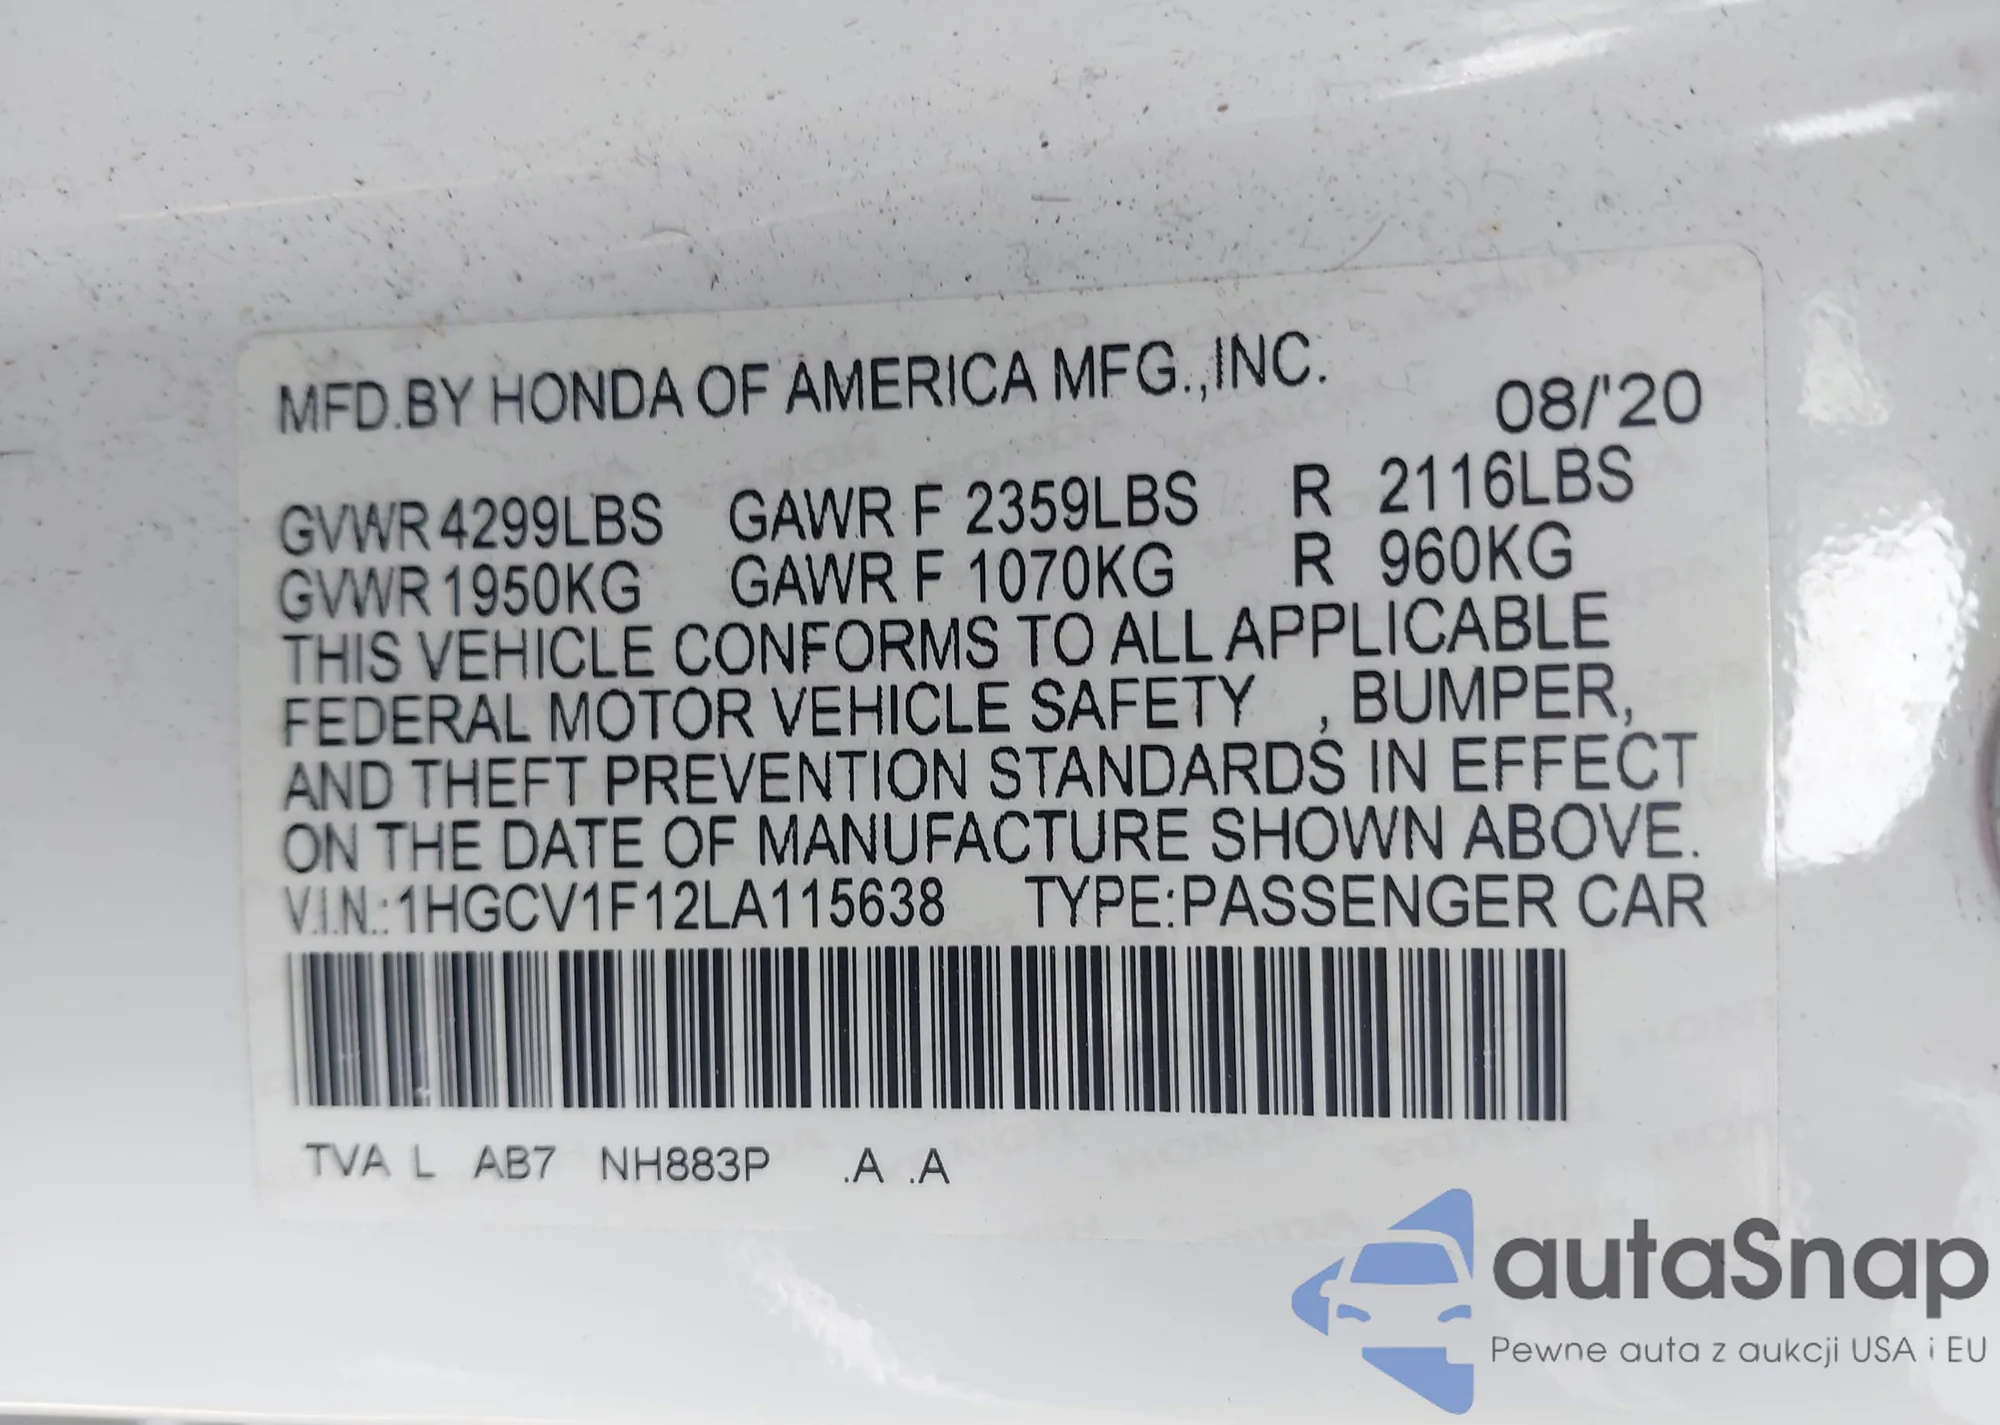 MFD.BY HONDA OF AMERICA MFG.,INC. 08/'20
GVWR 4299LBS GAWR F 2359LBS R 2116LBS
GVWR 1950KG GAWR F 1070KG R 960KG
THIS VEHICLE CONFORMS TO ALL APPLICABLE
FEDERAL MOTOR VEHICLE SAFETY , BUMPER,
AND THEFT PREVENTION STANDARDS IN EFFECT
ON THE DATE OF MANUFACTURE SHOWN ABOVE.
V.I.N.: 1HGCV1F12LA115638 TYPE:PASSENGER CAR
TVA L AB7 NH883P .A .A
autaSnap
Pewne auta z aukcji USA i EU